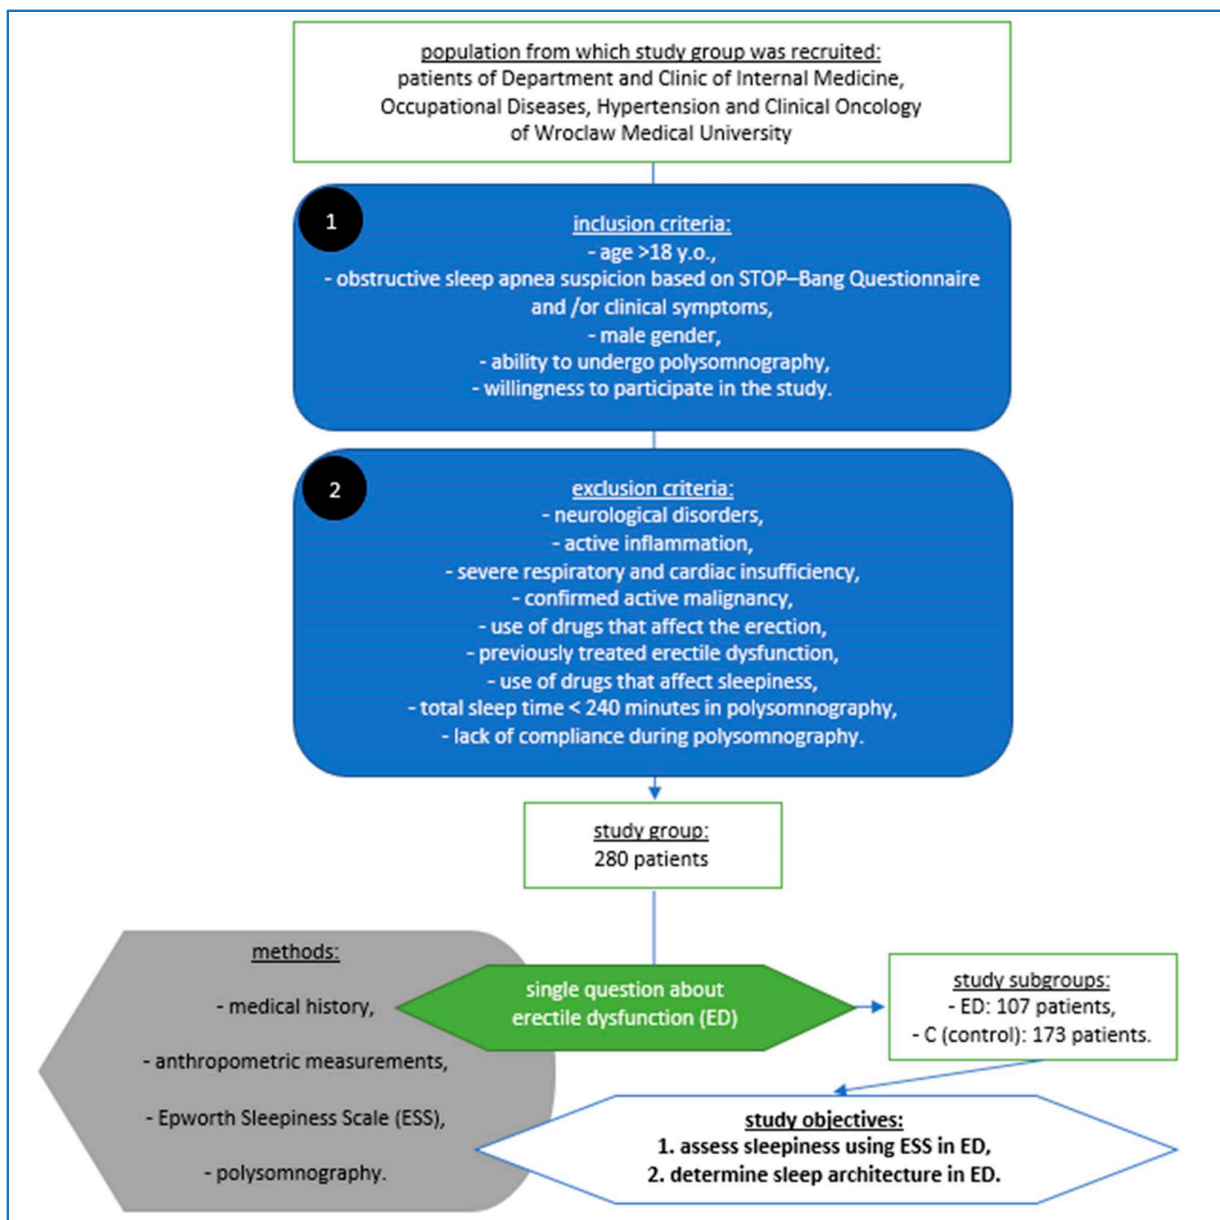 population from which study group was recruited:
patients of Department and Clinic of Internal Medicine,
Occupational Diseases, Hypertension and Clinical Oncology
of Wroclaw Medical University
1
inclusion criteria:
- age >18 y.o.,
- obstructive sleep apnea suspicion based on STOP–Bang Questionnaire
and /or clinical symptoms,
- male gender,
- ability to undergo polysomnography,
- willingness to participate in the study.
2
exclusion criteria:
- neurological disorders,
- active inflammation,
- severe respiratory and cardiac insufficiency,
- confirmed active malignancy,
- use of drugs that affect the erection,
- previously treated erectile dysfunction,
- use of drugs that affect sleepiness,
- total sleep time < 240 minutes in polysomnography,
- lack of compliance during polysomnography.
study group:
280 patients
methods:
- medical history,
- anthropometric measurements,
- Epworth Sleepiness Scale (ESS),
- polysomnography.
single question about
erectile dysfunction (ED)
study subgroups:
- ED: 107 patients,
- C (control): 173 patients.
study objectives:
1. assess sleepiness using ESS in ED,
2. determine sleep architecture in ED.